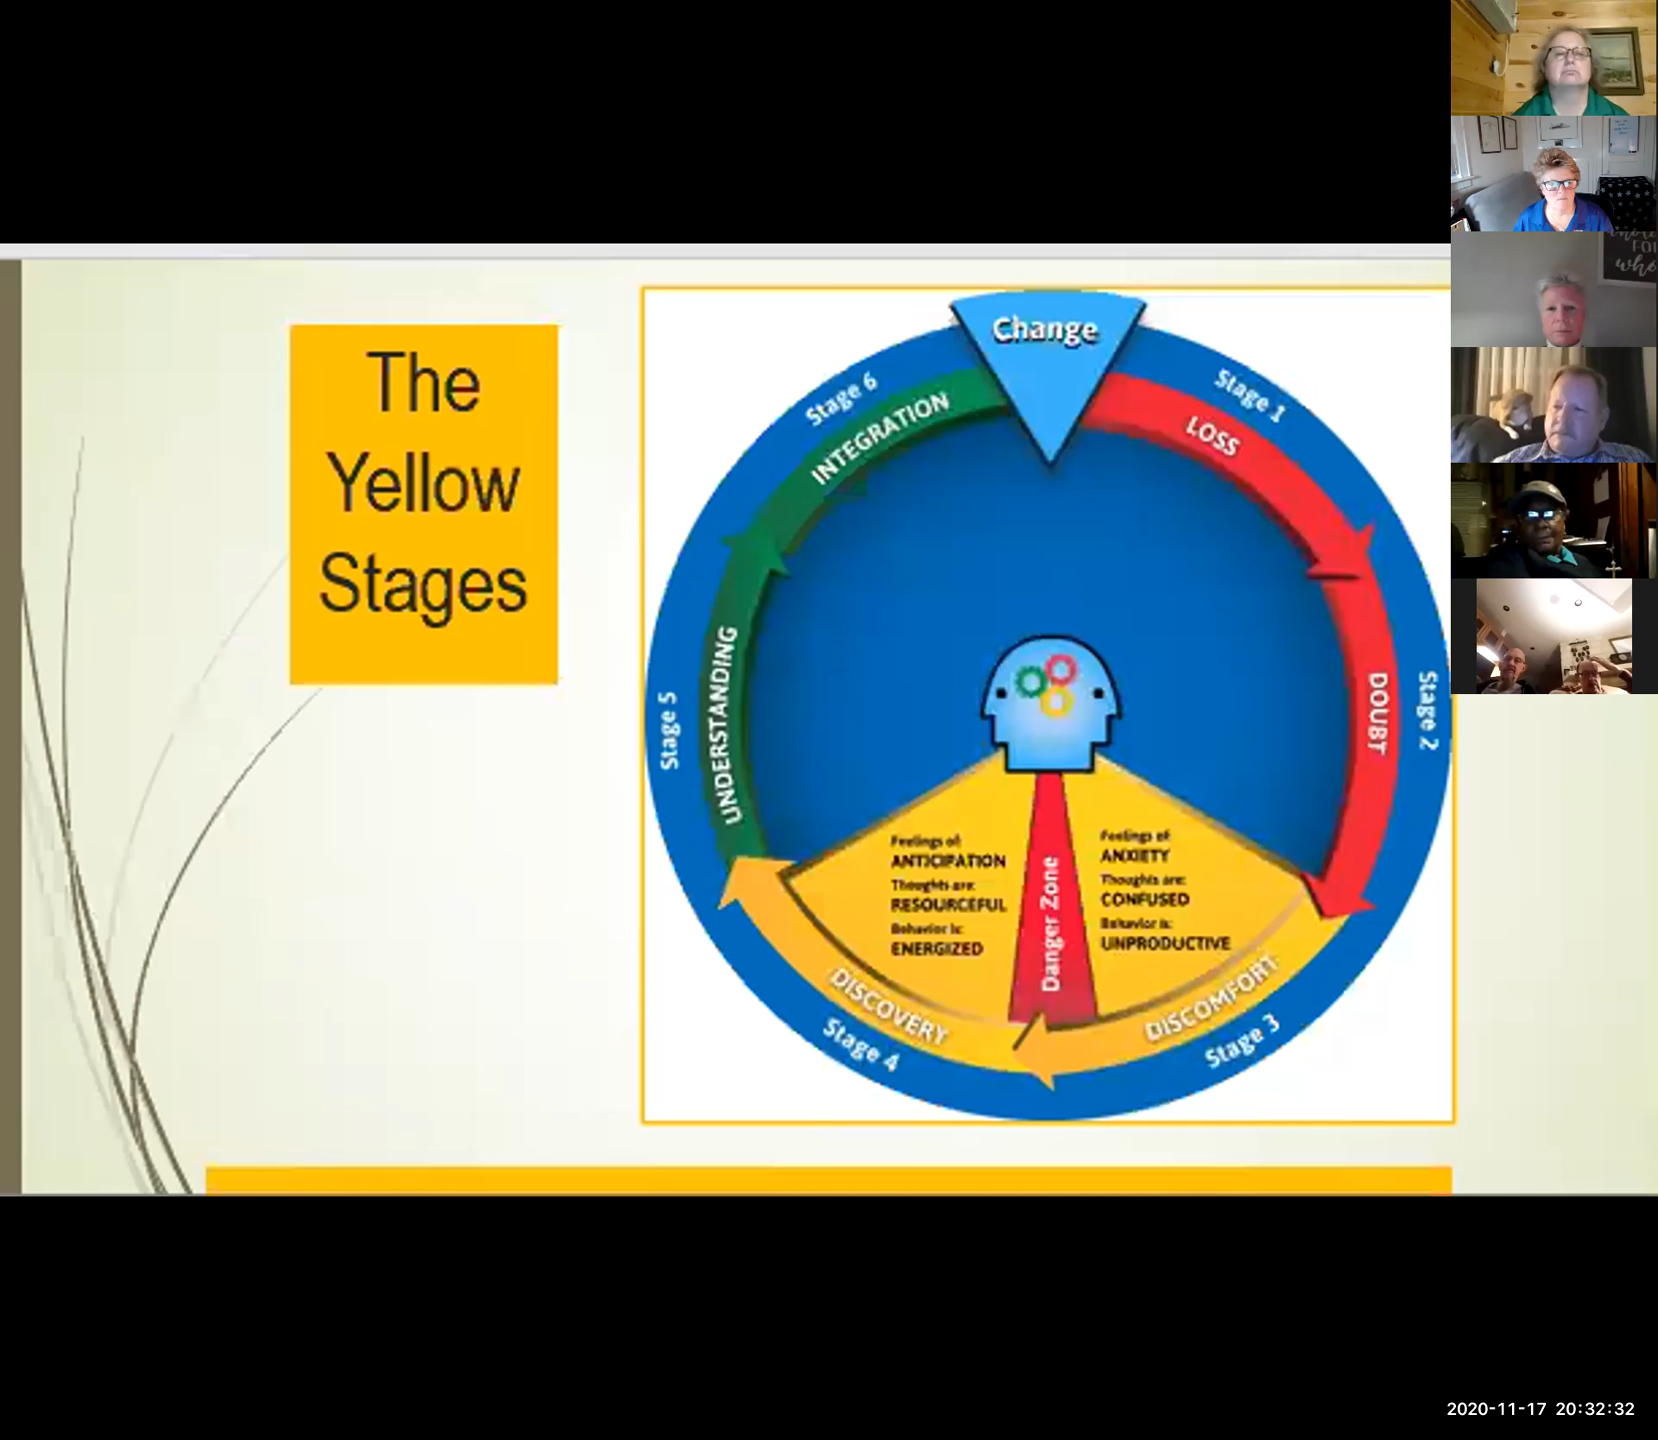 The
Yellow
Stages
Change
Stage 1
LOSS
Stage 2
DOUBT
Stage 3
DISCOMFORT
Feelings of:
ANXIETY
Thoughts are:
CONFUSED
Behavior is:
UNPRODUCTIVE
Danger Zone
Stage 4
DISCOVERY
Feelings of:
ANTICIPATION
Thoughts are:
RESOURCEFUL
Behavior is:
ENERGIZED
Stage 5
UNDERSTANDING
Stage 6
INTEGRATION
2020-11-17 20:32:32